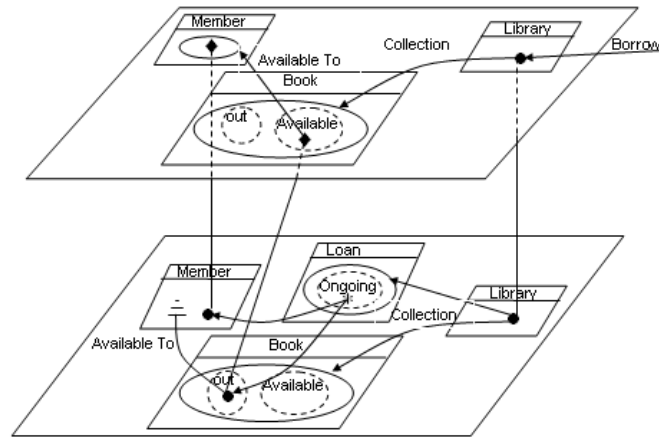 Member
Library
Collection
Borrow
Available To
Book
out
Available
Loan
Member
Ongoing
Library
Collection
Available To
Book
out
Available